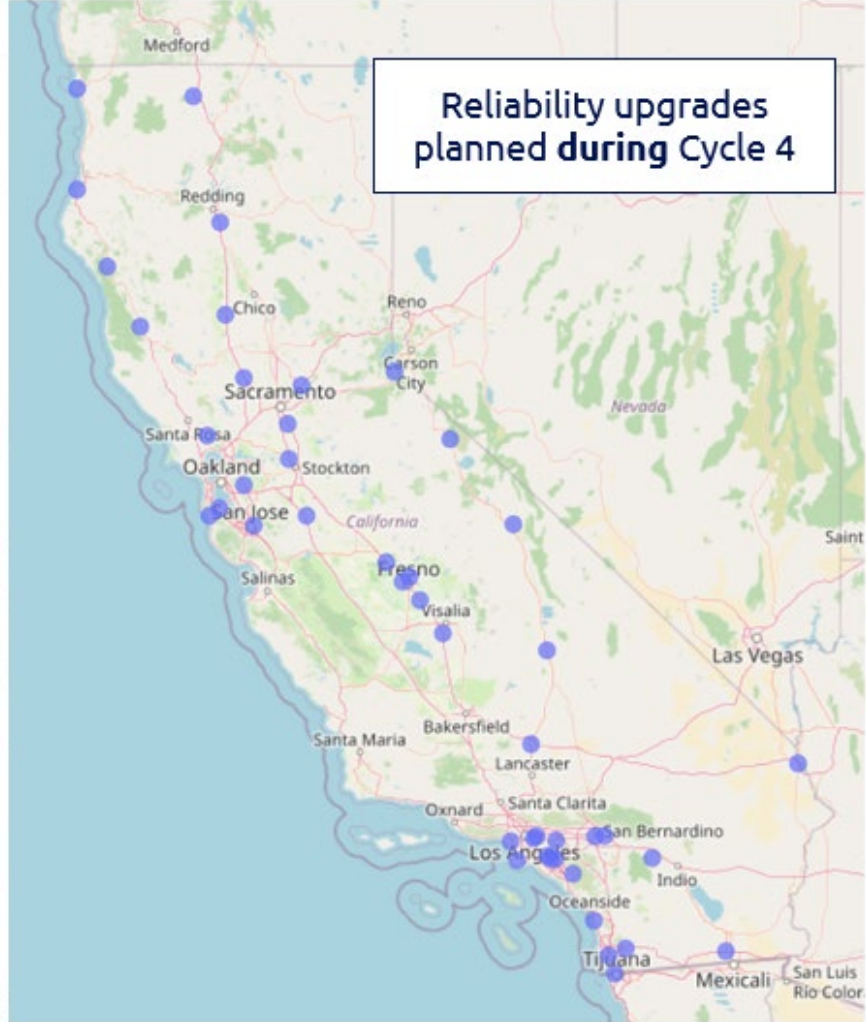 Medford
Reliability upgrades
planned during Cycle 4
Redding
Chico
Reno
Carson
City
Sacramento
Nevada
Santa Rosa
Oakland
Stockton
San Jose
California
Saint
Fresno
Salinas
Visalia
Las Vegas
Bakersfield
Santa Maria
Lancaster
Oxnard
Santa Clarita
San Bernardino
Los Angeles
Indio
Oceanside
Tijuana
Mexicali
San Luis
Río Color